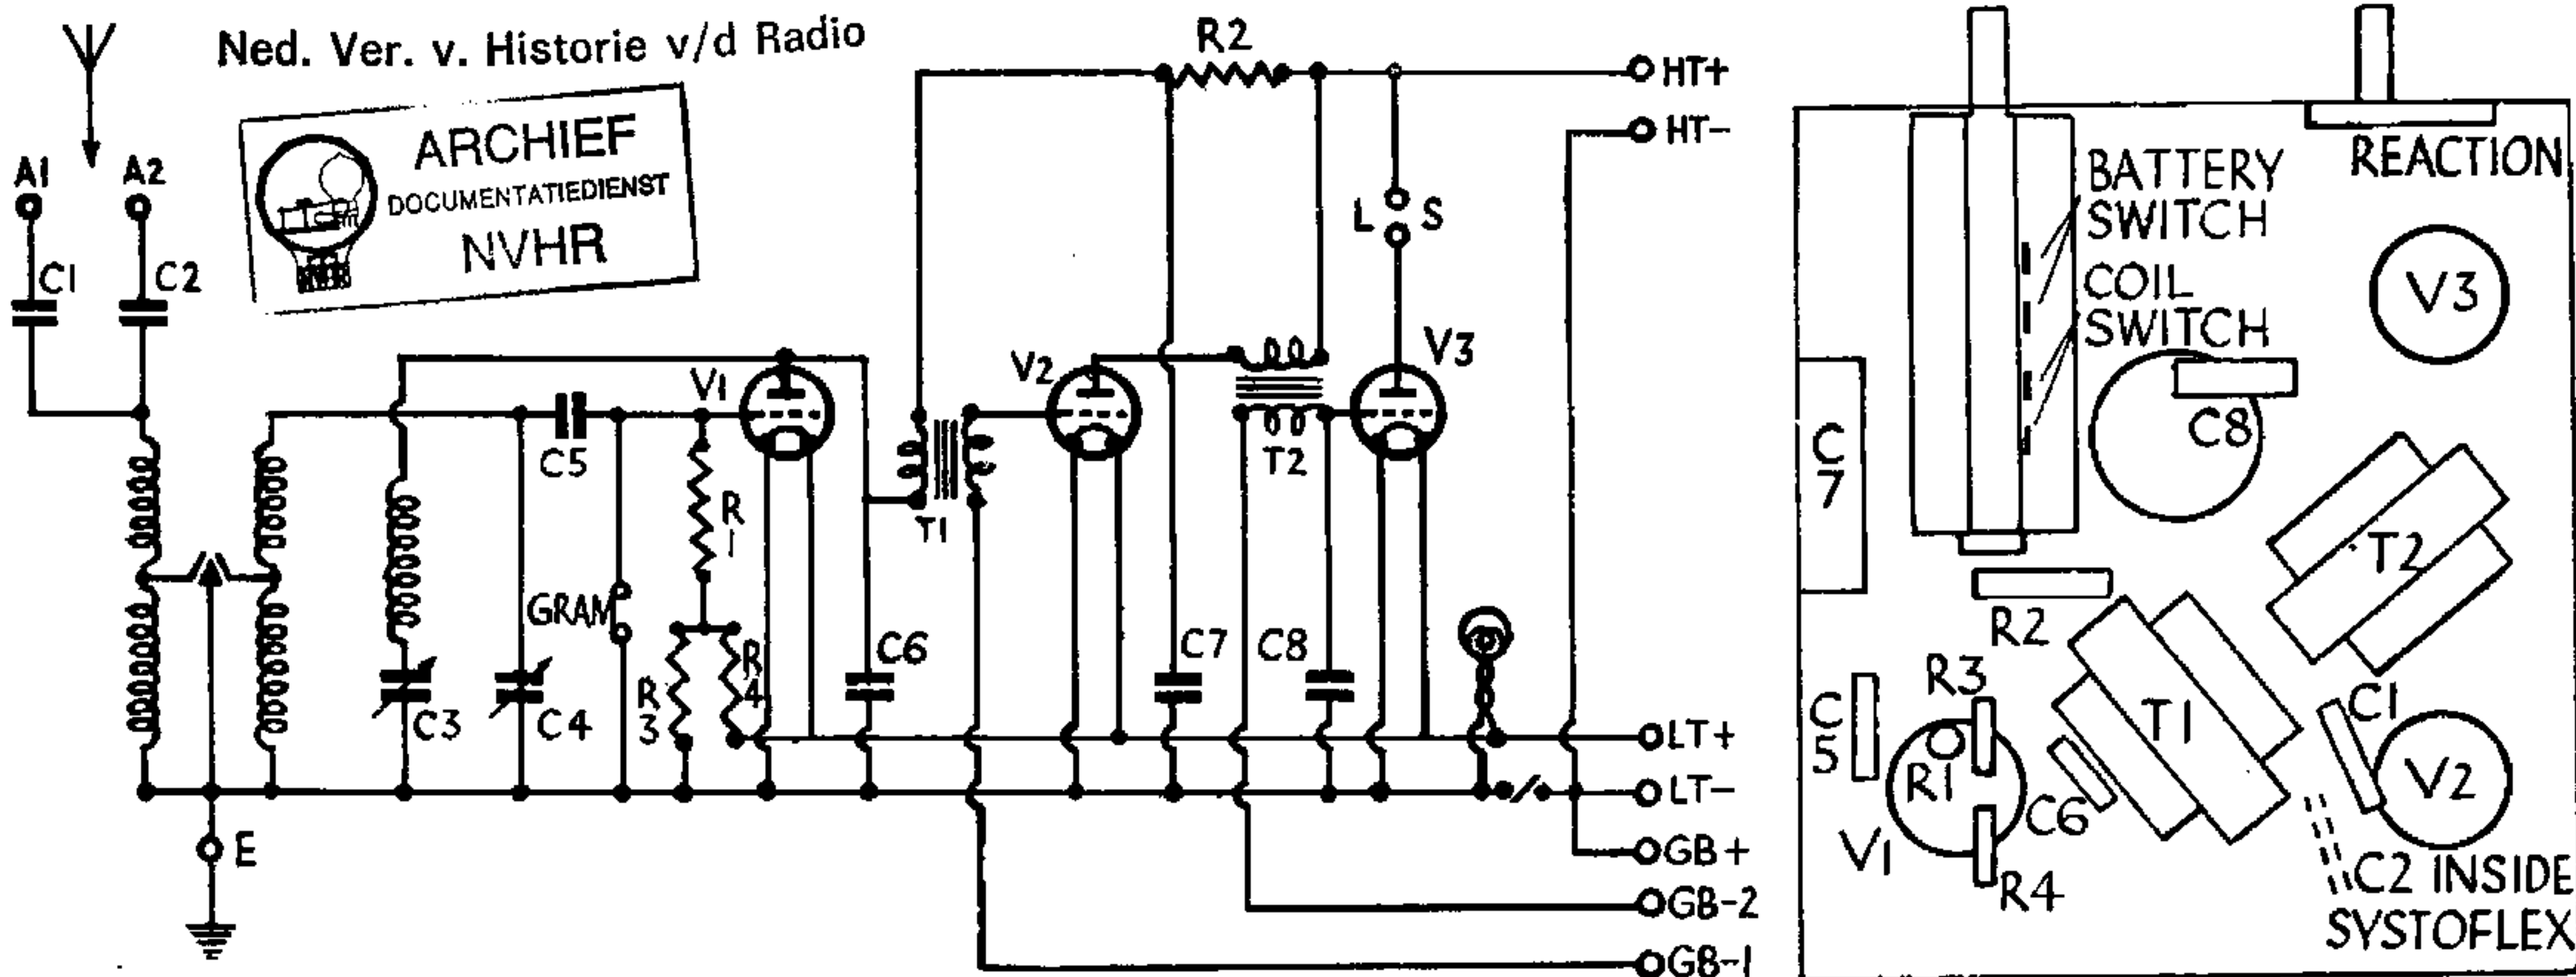 Ned. Ver. v. Historie v/d Radio
ARCHIEF
DOCUMENTATIEDIENST
NVHR
A1
A2
C1
C2
R2
HT+
HT-
L S
V1
V2
V3
C5
R
1
T1
T2
GRAM
C3
C4
R
3
R
4
C6
C7
C8
LT+
LT-
E
GB+
GB-2
GB-1
REACTION
BATTERY
SWITCH
COIL
SWITCH
V3
C
7
C8
T2
R2
R3
C
5
R1
T1
C1
V2
C6
V1
R4
C2 INSIDE
SYSTOFLEX